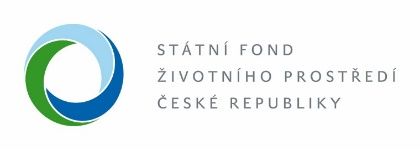 STÁTNÍ FOND
ŽIVOTNÍHO PROSTŘEDÍ
ČESKÉ REPUBLIKY